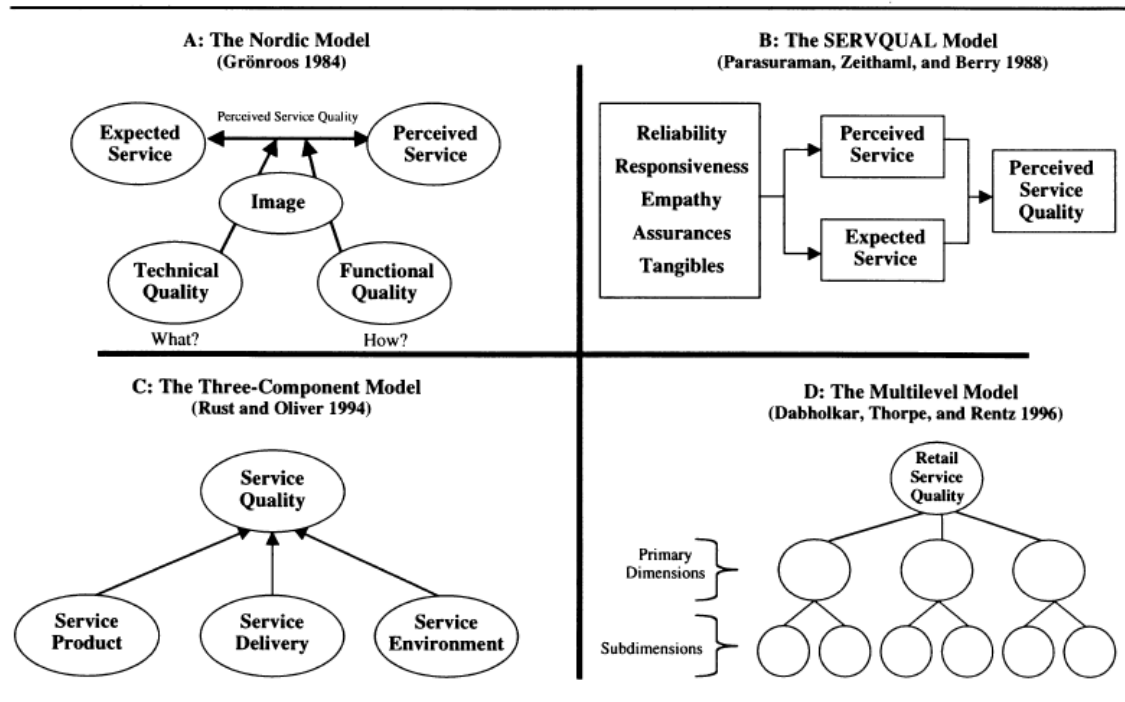 A: The Nordic Model
(Grönroos 1984)
Perceived Service Quality
Expected
Service
Perceived
Service
Image
Technical
Quality
Functional
Quality
What?
How?
B: The SERVQUAL Model
(Parasuraman, Zeithaml, and Berry 1988)
Reliability
Responsiveness
Empathy
Assurances
Tangibles
Perceived
Service
Expected
Service
Perceived
Service
Quality
C: The Three-Component Model
(Rust and Oliver 1994)
Service
Quality
Service
Product
Service
Delivery
Service
Environment
D: The Multilevel Model
(Dabholkar, Thorpe, and Rentz 1996)
Retail
Service
Quality
Primary
Dimensions
Subdimensions